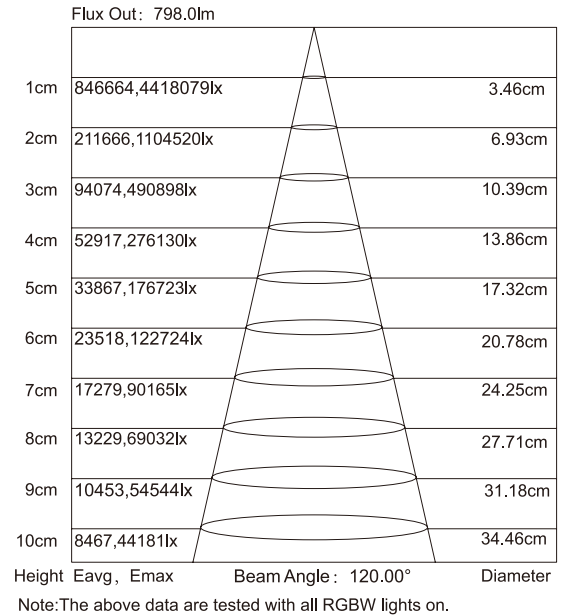 Flux Out: 798.0lm
1cm 846664,4418079lx 3.46cm
2cm 211666,1104520lx 6.93cm
3cm 94074,490898lx 10.39cm
4cm 52917,276130lx 13.86cm
5cm 33867,176723lx 17.32cm
6cm 23518,122724lx 20.78cm
7cm 17279,90165lx 24.25cm
8cm 13229,69032lx 27.71cm
9cm 10453,54544lx 31.18cm
10cm 8467,44181lx 34.46cm
Height Eavg, Emax Beam Angle: 120.00° Diameter
Note:The above data are tested with all RGBW lights on.